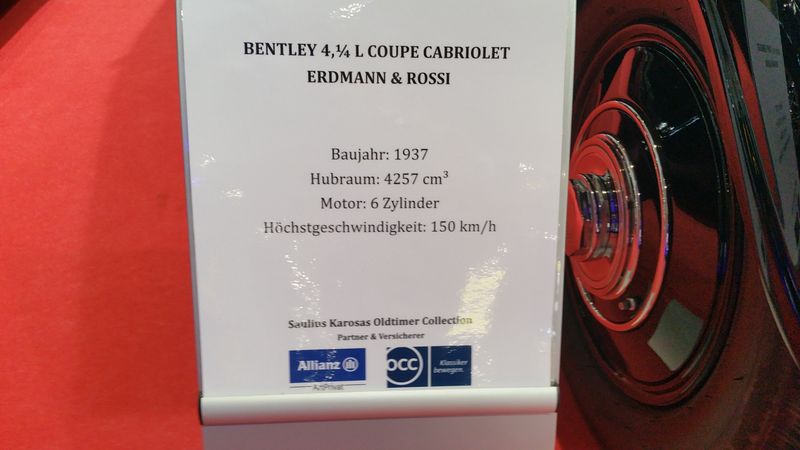 BENTLEY 4,¼ L COUPE CABRIOLET
ERDMANN & ROSSI
Baujahr: 1937
Hubraum: 4257 cm³
Motor: 6 Zylinder
Höchstgeschwindigkeit: 150 km/h
Saulius Karosas Oldtimer Collection
Partner & Versicherer
Allianz
ArtPrivat
OCC
Klassiker
bewegen.